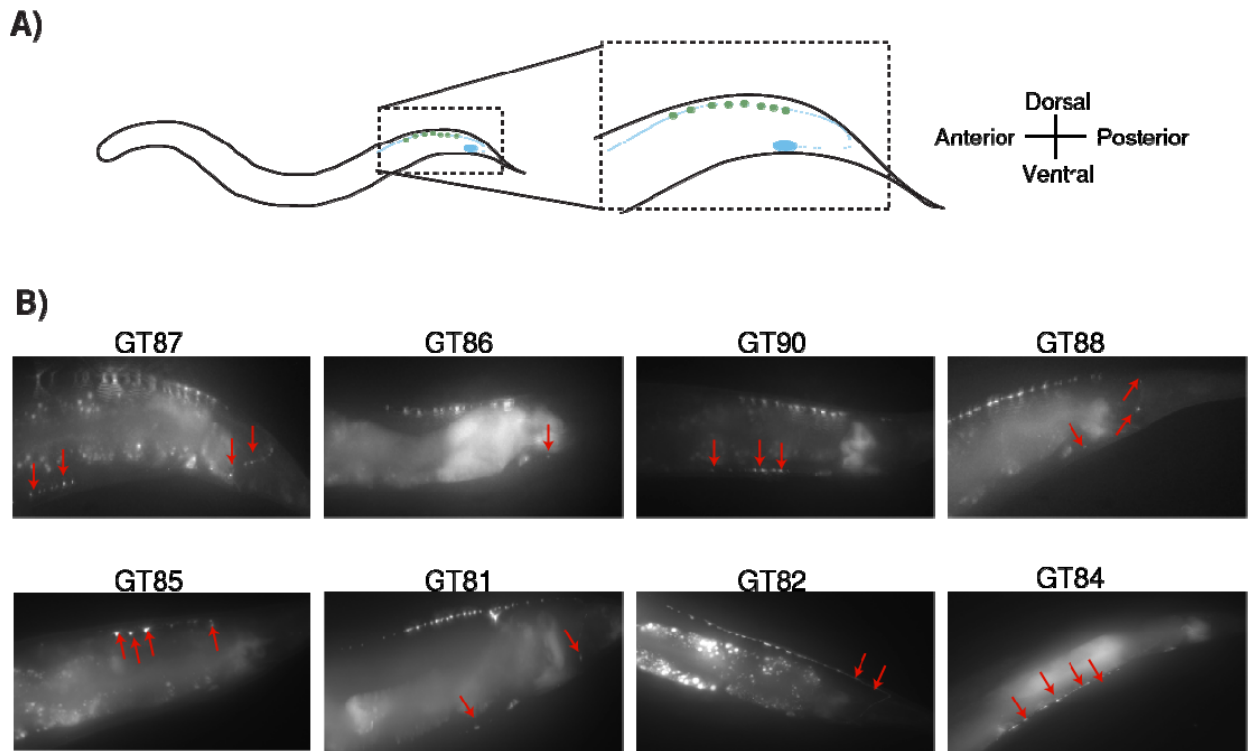 A)
Dorsal
Anterior Posterior
Ventral
B)
GT87 GT86 GT90 GT88
GT85 GT81 GT82 GT84